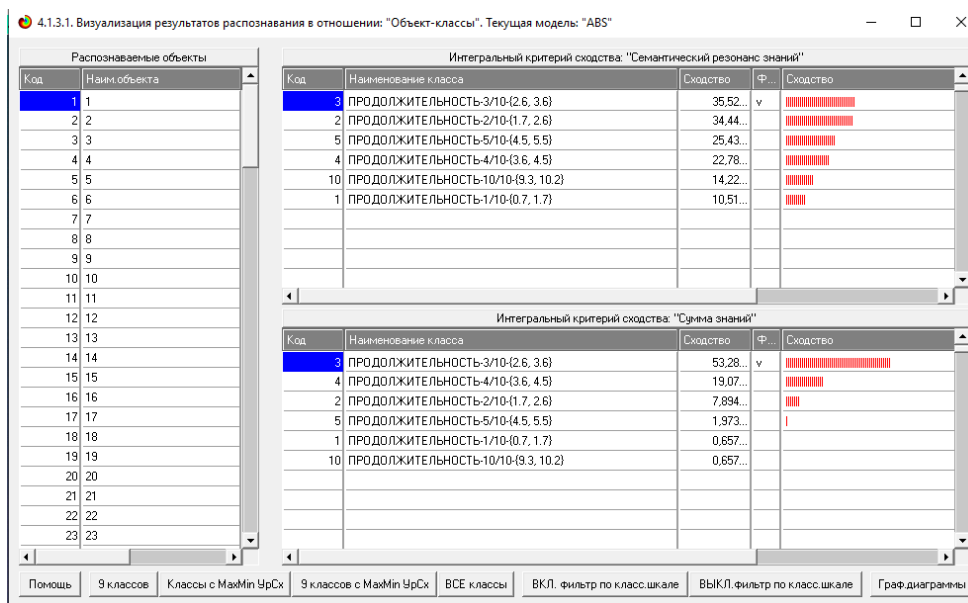 4.1.3.1. Визуализация результатов распознавания в отношении: "Объект-классы". Текущая модель: "ABS"
Распознаваемые объекты
Код Наим.объекта
1 1
2 2
3 3
4 4
5 5
6 6
7 7
8 8
9 9
10 10
11 11
12 12
13 13
14 14
15 15
16 16
17 17
18 18
19 19
20 20
21 21
22 22
23 23
Интегральный критерий сходства: "Семантический резонанс знаний"
Код Наименование класса Сходство Ф... Сходство
3 ПРОДОЛЖИТЕЛЬНОСТЬ-3/10-{2.6, 3.6} 35,52... v
2 ПРОДОЛЖИТЕЛЬНОСТЬ-2/10-{1.7, 2.6} 34,44...
5 ПРОДОЛЖИТЕЛЬНОСТЬ-5/10-{4.5, 5.5} 25,43...
4 ПРОДОЛЖИТЕЛЬНОСТЬ-4/10-{3.6, 4.5} 22,78...
10 ПРОДОЛЖИТЕЛЬНОСТЬ-10/10-{9.3, 10.2} 14,22...
1 ПРОДОЛЖИТЕЛЬНОСТЬ-1/10-{0.7, 1.7} 10,51...
Интегральный критерий сходства: "Сумма знаний"
Код Наименование класса Сходство Ф... Сходство
3 ПРОДОЛЖИТЕЛЬНОСТЬ-3/10-{2.6, 3.6} 53,28... v
4 ПРОДОЛЖИТЕЛЬНОСТЬ-4/10-{3.6, 4.5} 19,07...
2 ПРОДОЛЖИТЕЛЬНОСТЬ-2/10-{1.7, 2.6} 7,894...
5 ПРОДОЛЖИТЕЛЬНОСТЬ-5/10-{4.5, 5.5} 1,973...
1 ПРОДОЛЖИТЕЛЬНОСТЬ-1/10-{0.7, 1.7} 0,657...
10 ПРОДОЛЖИТЕЛЬНОСТЬ-10/10-{9.3, 10.2} 0,657...
Помощь 9 классов Классы с MaxMin УрСх 9 классов с MaxMin УрСх ВСЕ классы ВКЛ. фильтр по класс.шкале ВЫКЛ.фильтр по класс.шкале Граф.диаграммы